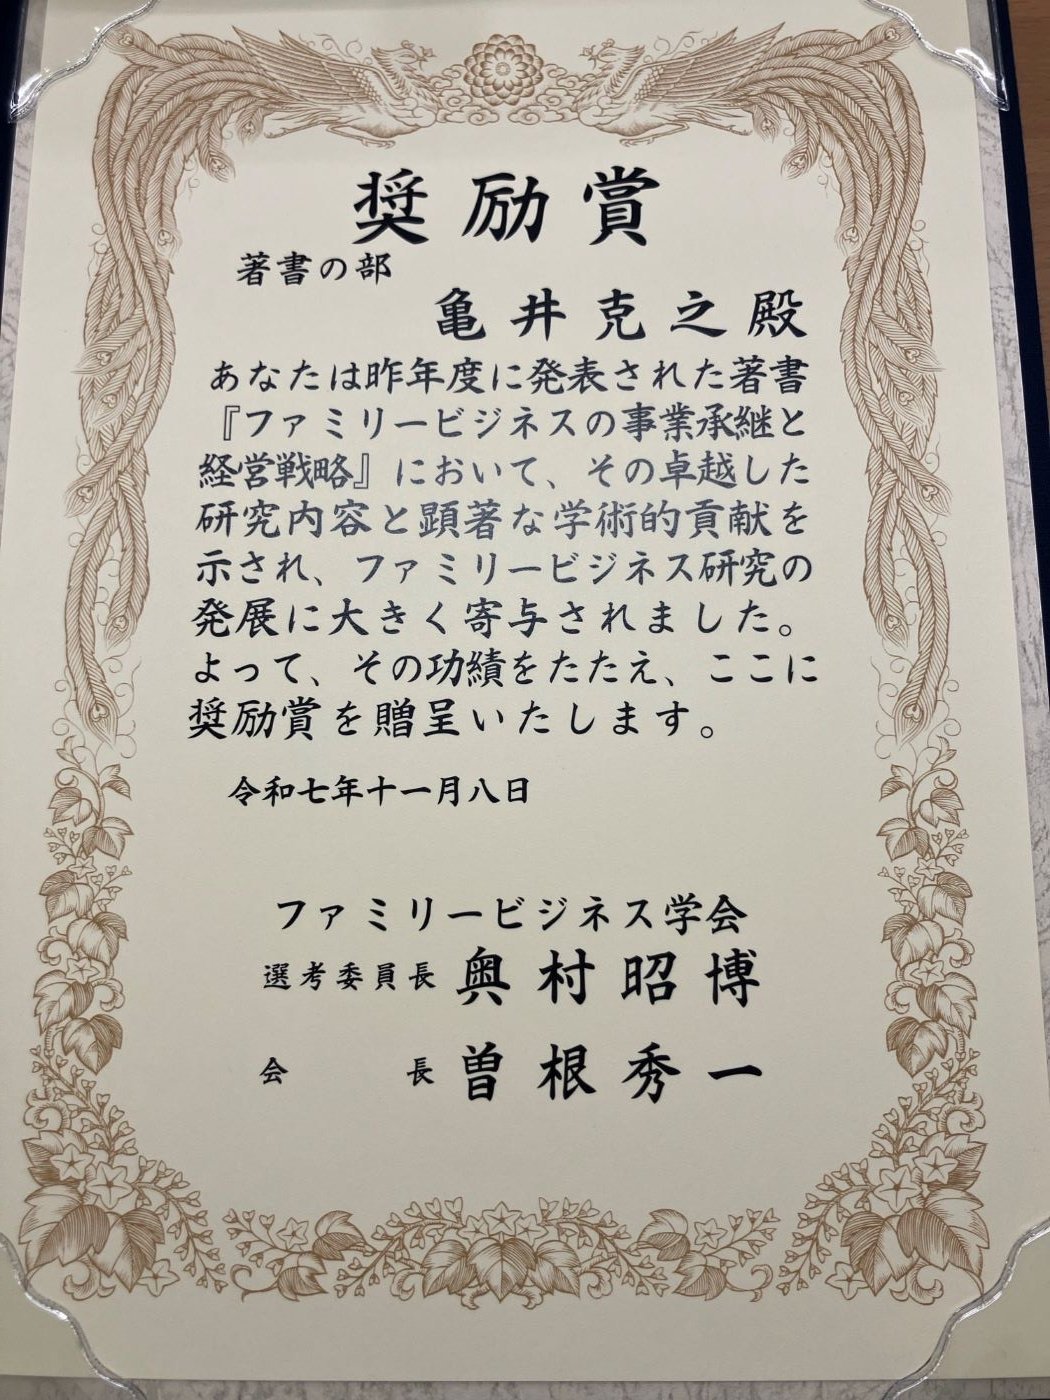 奨励賞
著書の部
亀井克之殿
あなたは昨年度に発表された著書
『ファミリービジネスの事業承継と
経営戦略』において、その卓越した
研究内容と顕著な学術的貢献を
示され、ファミリービジネス研究の
発展に大きく寄与されました。
よって、その功績をたたえ、ここに
奨励賞を贈呈いたします。
令和七年十一月八日
ファミリービジネス学会
選考委員長 奥村昭博
会長 曽根秀一